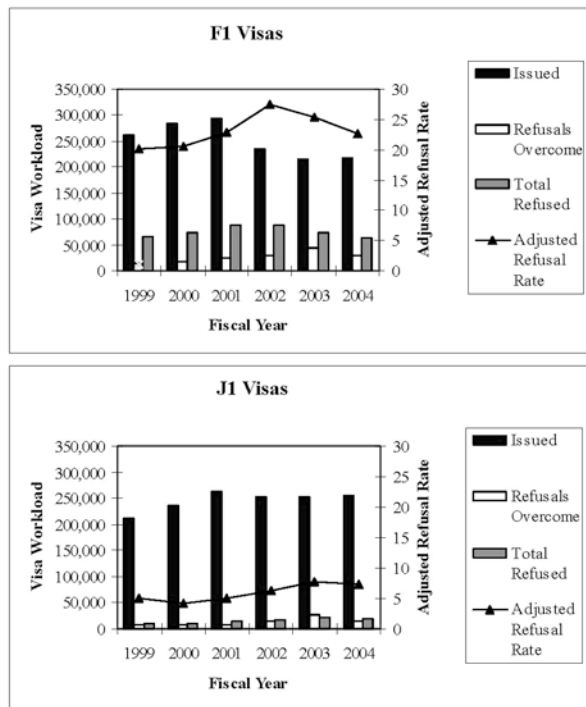 F1 Visas
350,000
300,000
250,000
200,000
150,000
100,000
50,000
0
Visa Workload
30
25
20
15
10
5
0
Adjusted Refusal Rate
1999 2000 2001 2002 2003 2004
Fiscal Year
Issued
Refusals
Overcome
Total
Refused
Adjusted
Refusal
Rate
J1 Visas
350,000
300,000
250,000
200,000
150,000
100,000
50,000
0
Visa Workload
30
25
20
15
10
5
0
Adjusted Refusal Rate
1999 2000 2001 2002 2003 2004
Fiscal Year
Issued
Refusals
Overcome
Total
Refused
Adjusted
Refusal
Rate